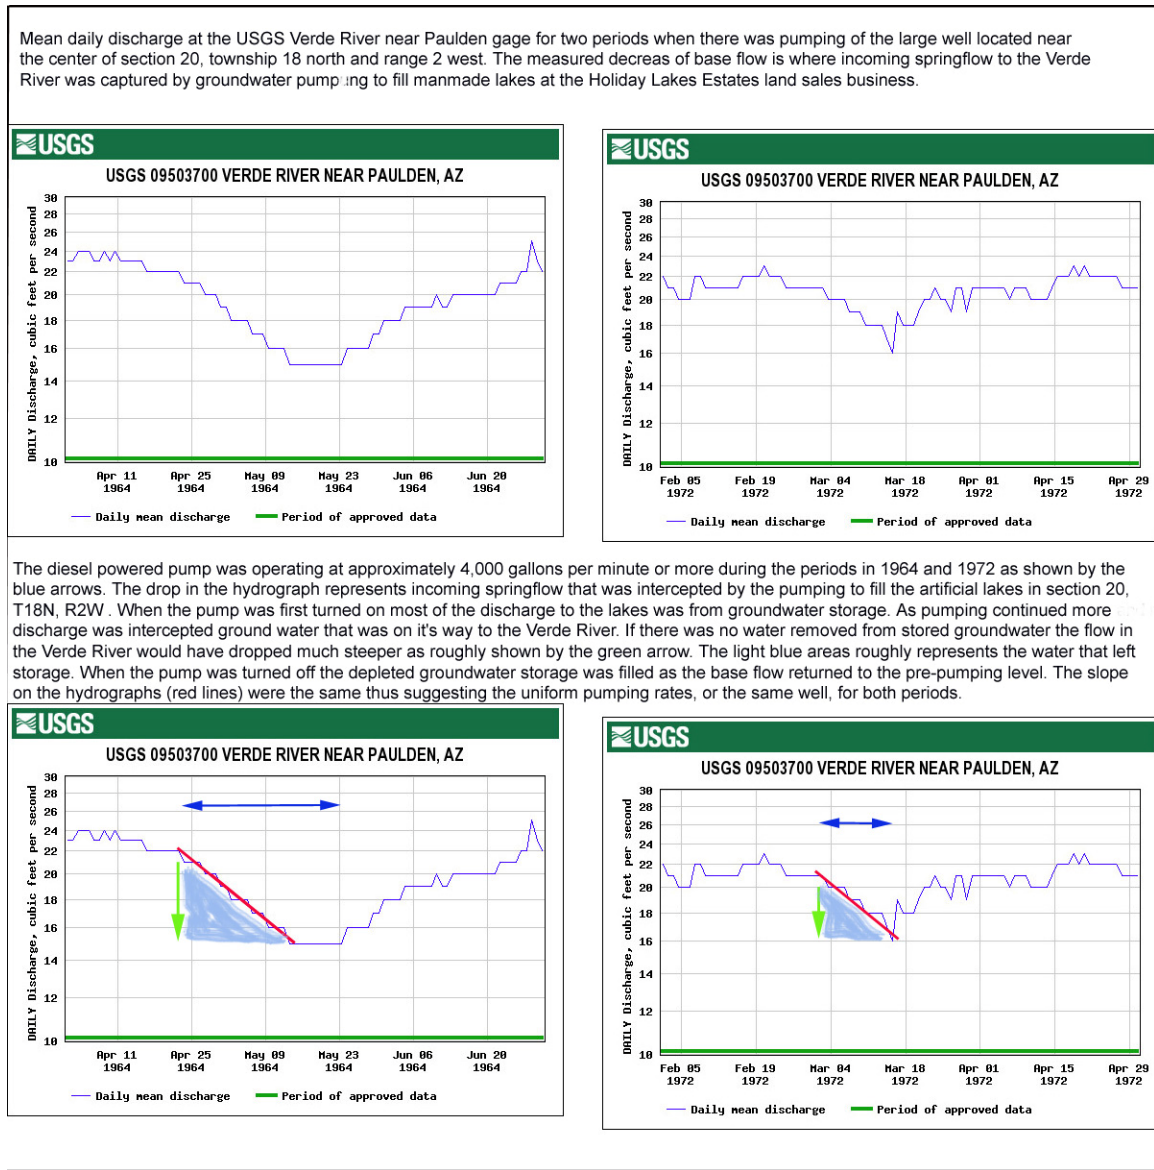 Mean daily discharge at the USGS Verde River near Paulden gage for two periods when there was pumping of the large well located near
the center of section 20, township 18 north and range 2 west. The measured decreas of base flow is where incoming springflow to the Verde
River was captured by groundwater pumping to fill manmade lakes at the Holiday Lakes Estates land sales business.
USGS
USGS 09503700 VERDE RIVER NEAR PAULDEN, AZ
DAILY Discharge, cubic feet per second
30
28
26
24
22
20
18
16
14
12
10
Apr 11 Apr 25 May 09 May 23 Jun 06 Jun 20
1964 1964 1964 1964 1964 1964
Daily mean discharge Period of approved data
USGS
USGS 09503700 VERDE RIVER NEAR PAULDEN, AZ
DAILY Discharge, cubic feet per second
30
28
26
24
22
20
18
16
14
12
10
Feb 05 Feb 19 Mar 04 Mar 18 Apr 01 Apr 15 Apr 29
1972 1972 1972 1972 1972 1972 1972
Daily mean discharge Period of approved data
The diesel powered pump was operating at approximately 4,000 gallons per minute or more during the periods in 1964 and 1972 as shown by the
blue arrows. The drop in the hydrograph represents incoming springflow that was intercepted by the pumping to fill the artificial lakes in section 20,
T18N, R2W . When the pump was first turned on most of the discharge to the lakes was from groundwater storage. As pumping continued more
discharge was intercepted ground water that was on it's way to the Verde River. If there was no water removed from stored groundwater the flow in
the Verde River would have dropped much steeper as roughly shown by the green arrow. The light blue areas roughly represents the water that left
storage. When the pump was turned off the depleted groundwater storage was filled as the base flow returned to the pre-pumping level. The slope
on the hydrographs (red lines) were the same thus suggesting the uniform pumping rates, or the same well, for both periods.
USGS
USGS 09503700 VERDE RIVER NEAR PAULDEN, AZ
DAILY Discharge, cubic feet per second
30
28
26
24
22
20
18
16
14
12
10
Apr 11 Apr 25 May 09 May 23 Jun 06 Jun 20
1964 1964 1964 1964 1964 1964
Daily mean discharge Period of approved data
USGS
USGS 09503700 VERDE RIVER NEAR PAULDEN, AZ
DAILY Discharge, cubic feet per second
30
28
26
24
22
20
18
16
14
12
10
Feb 05 Feb 19 Mar 04 Mar 18 Apr 01 Apr 15 Apr 29
1972 1972 1972 1972 1972 1972 1972
Daily mean discharge Period of approved data